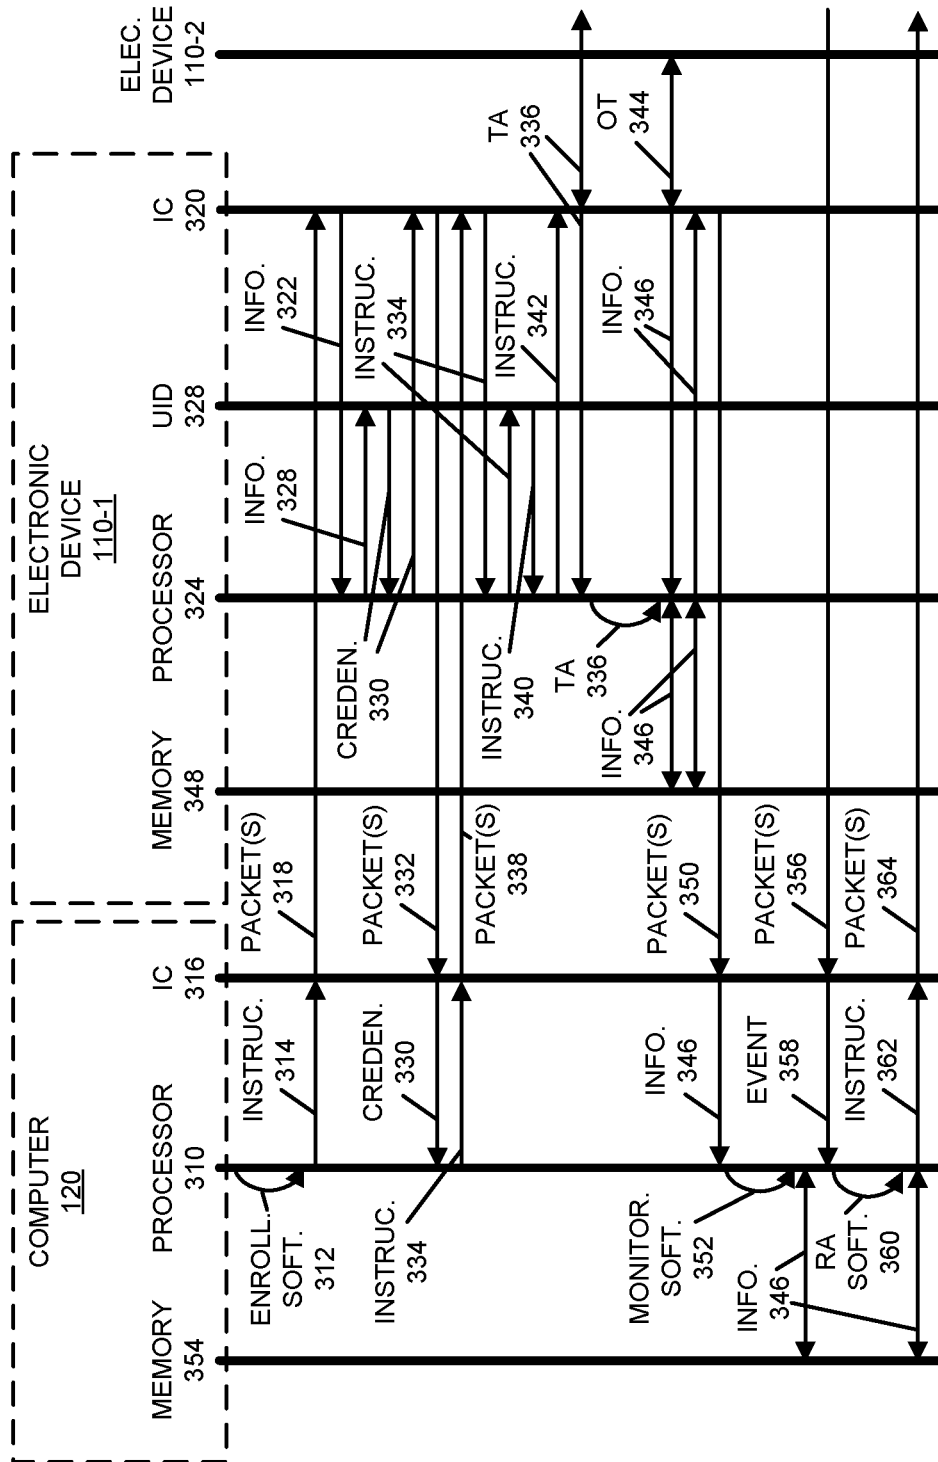 COMPUTER
120
ELECTRONIC
DEVICE
110-1
ELEC.
DEVICE
110-2
MEMORY
354
PROCESSOR
310
IC
316
MEMORY
348
PROCESSOR
324
UID
328
IC
320
ENROLL.
SOFT.
312
INSTRUC.
314
PACKET(S)
318
INFO.
322
INFO.
328
CREDEN.
330
CREDEN.
330
PACKET(S)
332
INSTRUC.
334
PACKET(S)
338
INSTRUC.
334
INSTRUC.
340
INSTRUC.
342
TA
336
TA
336
OT
344
INFO.
346
INFO.
346
INFO.
346
PACKET(S)
350
MONITOR.
SOFT.
352
INFO.
346
EVENT
358
PACKET(S)
356
RA
SOFT.
360
INSTRUC.
362
PACKET(S)
364